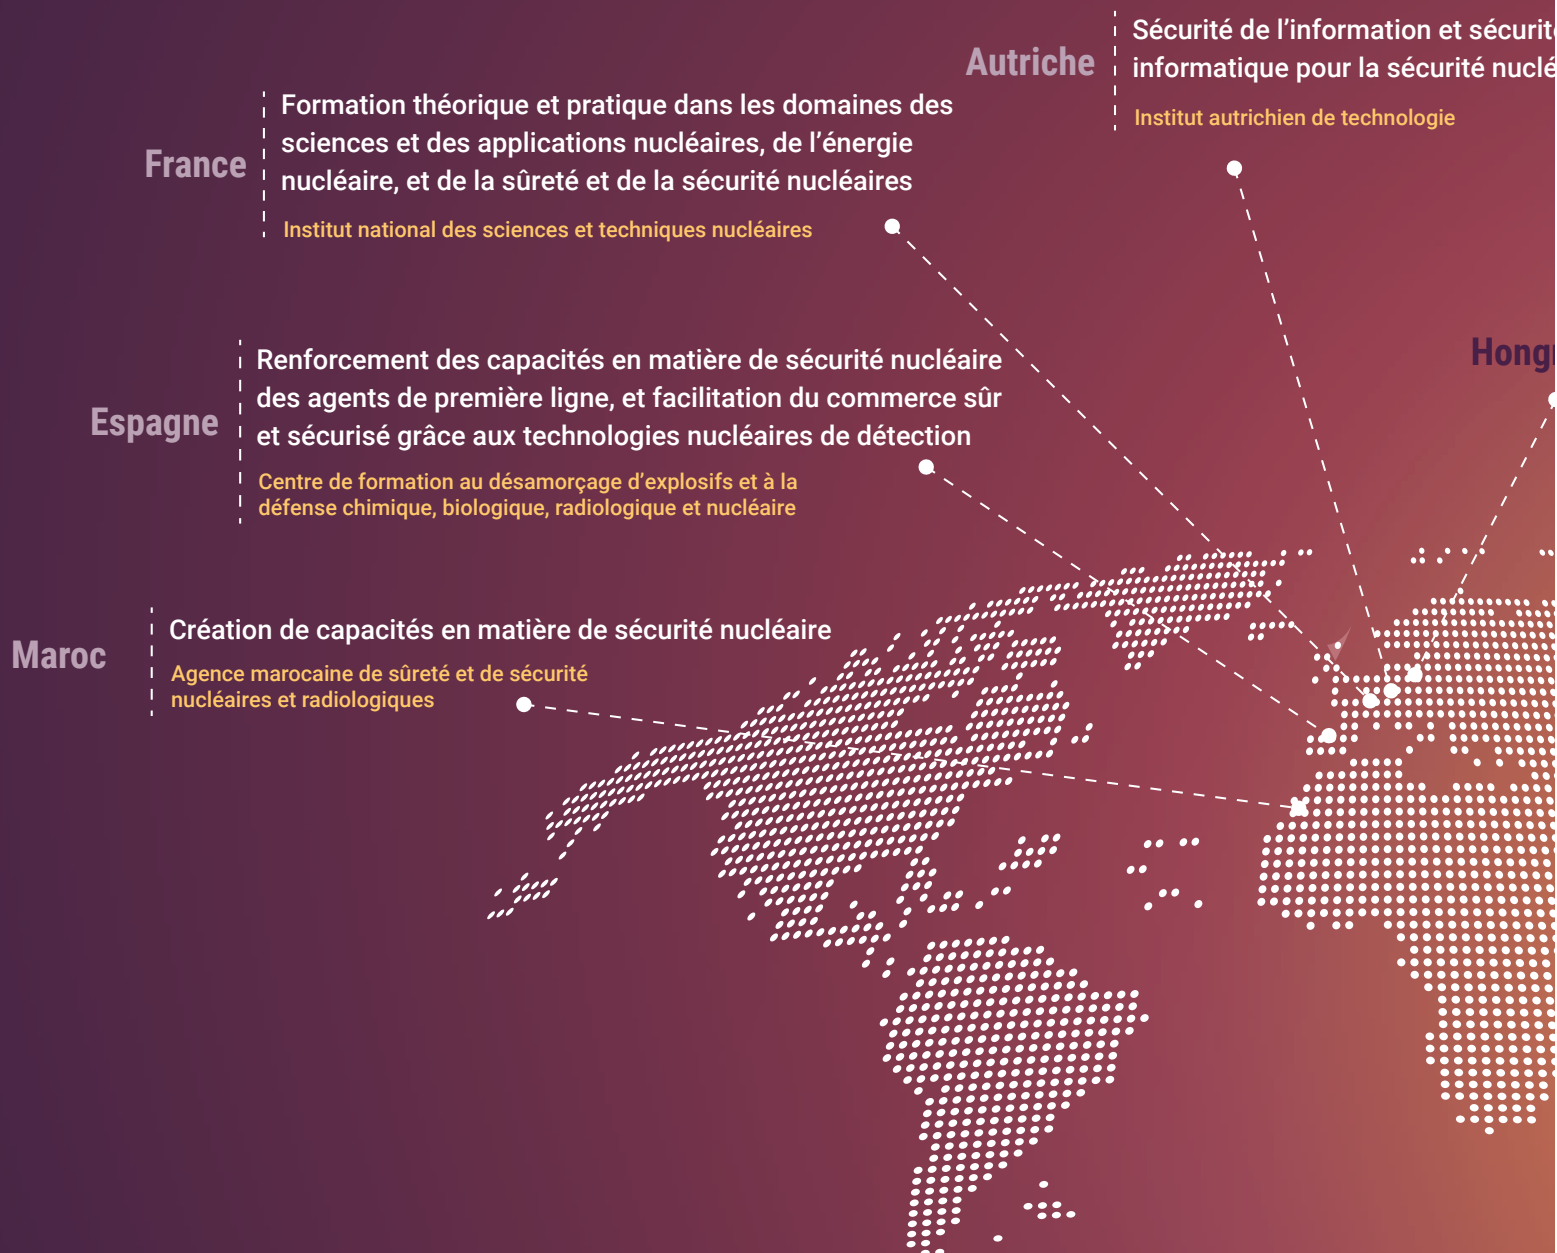 Autriche
Sécurité de l'information et
informatique pour la sécurité
Institut autrichien de technologie
France
Formation théorique et pratique dans les domaines des
sciences et des applications nucléaires, de l'énergie
nucléaire, et de la sûreté et de la sécurité nucléaires
Institut national des sciences et techniques nucléaires
Espagne
Renforcement des capacités en matière de sécurité nucléaire
des agents de première ligne, et facilitation du commerce sûr
et sécurisé grâce aux technologies nucléaires de détection
Centre de formation au désamorçage d'explosifs et à la
défense chimique, biologique, radiologique et nucléaire
Maroc
Création de capacités en matière de sécurité nucléaire
Agence marocaine de sûreté et de sécurité
nucléaires et radiologiques